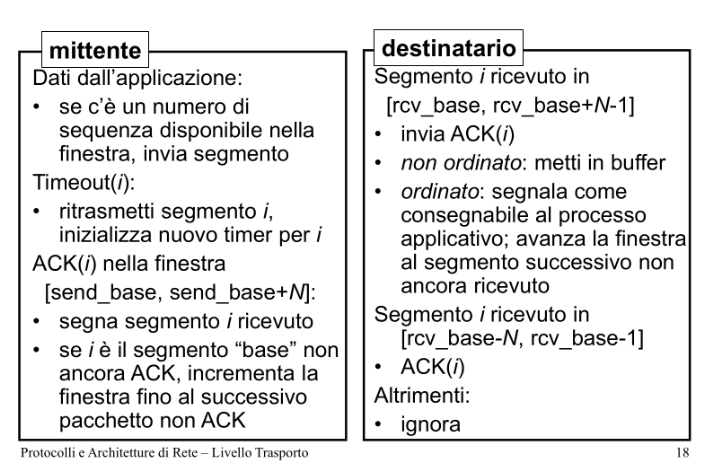 mittente
Dati dall'applicazione:
• se c'è un numero di
sequenza disponibile nella
finestra, invia segmento
Timeout(i):
• ritrasmetti segmento i,
inizializza nuovo timer per i
ACK(i) nella finestra
[send_base, send_base+N]:
• segna segmento i ricevuto
• se i è il segmento “base” non
ancora ACK, incrementa la
finestra fino al successivo
pacchetto non ACK
destinatario
Segmento i ricevuto in
[rcv_base, rcv_base+N-1]
• invia ACK(i)
• non ordinato: metti in buffer
• ordinato: segnala come
consegnabile al processo
applicativo; avanza la finestra
al segmento successivo non
ancora ricevuto
Segmento i ricevuto in
[rcv_base-N, rcv_base-1]
• ACK(i)
Altrimenti:
• ignora
Protocolli e Architetture di Rete – Livello Trasporto
18